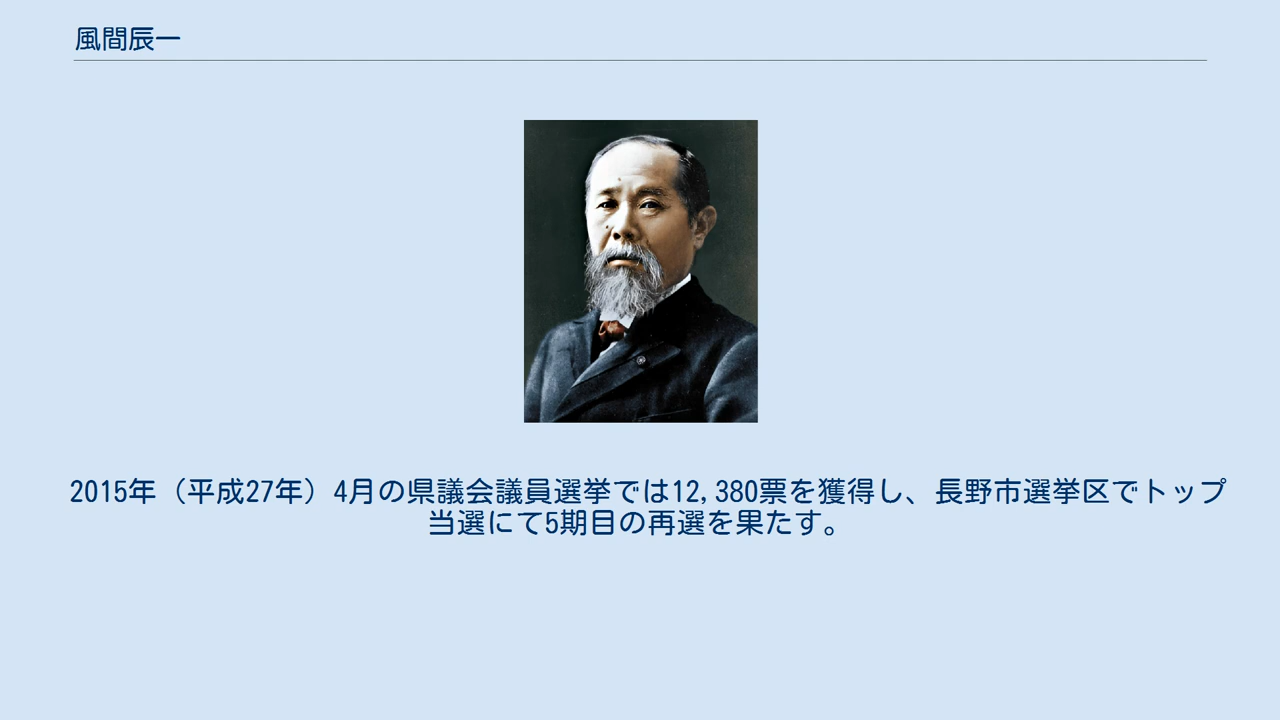 風間辰一
2015年（平成27年）4月の県議会議員選挙では12,380票を獲得し、長野市選挙区でトップ
当選にて5期目の再選を果たす。